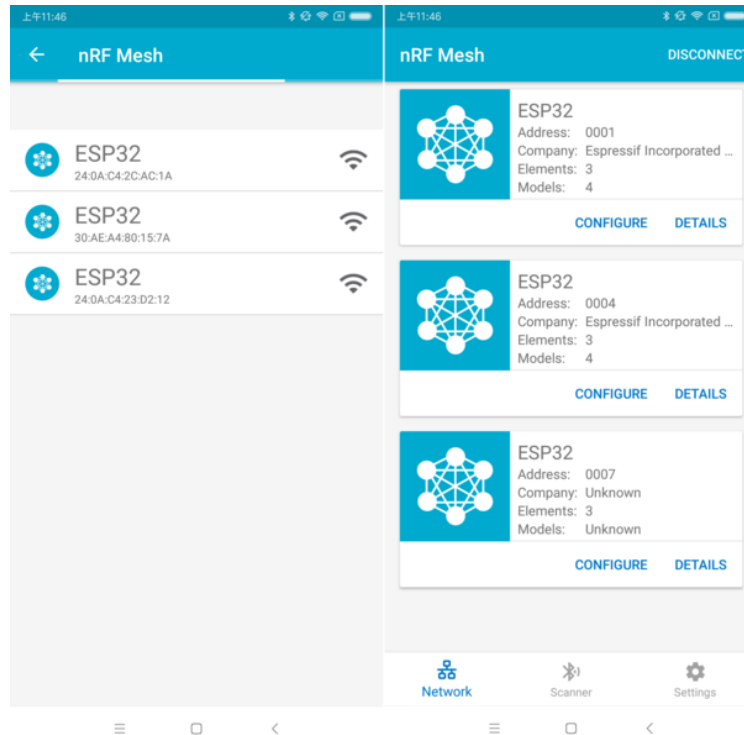 上午11:46
nRF Mesh
ESP32
24:0A:C4:2C:AC:1A
ESP32
30:AE:A4:80:15:7A
ESP32
24:0A:C4:23:D2:12
上午11:46
nRF Mesh DISCONNECT
ESP32
Address: 0001
Company: Espressif Incorporated ...
Elements: 3
Models: 4
CONFIGURE DETAILS
ESP32
Address: 0004
Company: Espressif Incorporated ...
Elements: 3
Models: 4
CONFIGURE DETAILS
ESP32
Address: 0007
Company: Unknown
Elements: 3
Models: Unknown
CONFIGURE DETAILS
Network Scanner Settings